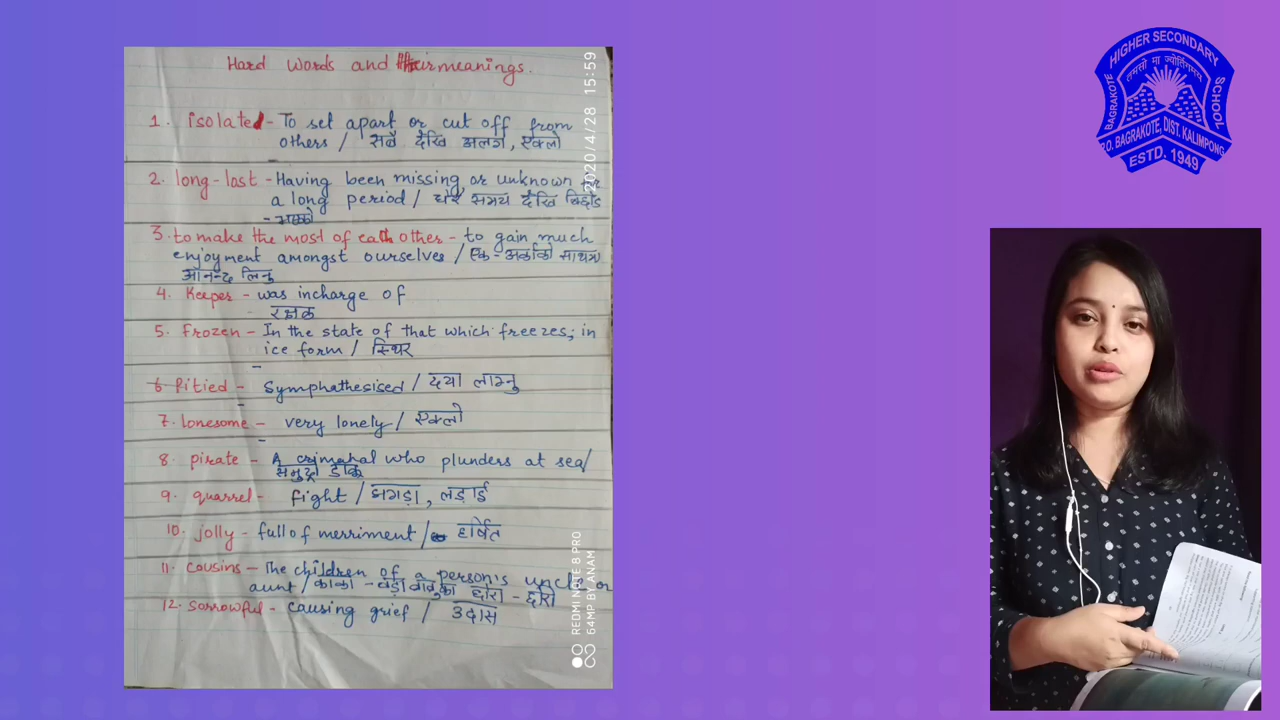 Hard Words and their meanings.
1. isolated - To set apart or cut off from
others / सबै देखि अलग, एक्लो
2. long-lost - Having been missing or unknown for
a long period / धेरै समय देखि
3. to make the most of each other - to gain much
enjoyment amongst ourselves / एक-अर्काको साथमा
आनन्द लिनु
4. Keeper - was incharge of
रक्षक
5. Frozen - In the state of that which freezes; in
ice form / स्थिर
6 Pitied - Symphathesised / दया लाग्नु
7. lonesome - very lonely / एक्लो
8. pirate - A crimanal who plunders at sea/
समुद्री डाँकू
9. quarrel - fight / झगड़ा, लड़ाई
10. jolly - full of merriment / हर्षित
11. cousins - The children of a person's uncle or
aunt / काका - बड़ा बाबुका छोरा - छोरी
12. sorrowful - causing grief / उदास
2020/4/28 15:59
REDMI NOTE 8 PRO
64MP BY ANAM
BAGRAKOTE HIGHER SECONDARY SCHOOL
तमसो मा ज्योतिर्गमय
P.O. BAGRAKOTE, DIST. KALIMPONG
ESTD. 1949